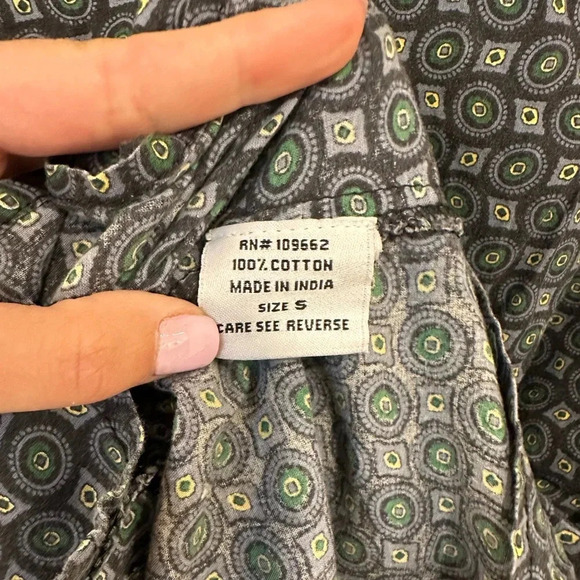 RN# 109662
100% COTTON
MADE IN INDIA
SIZE S
CARE SEE REVERSE